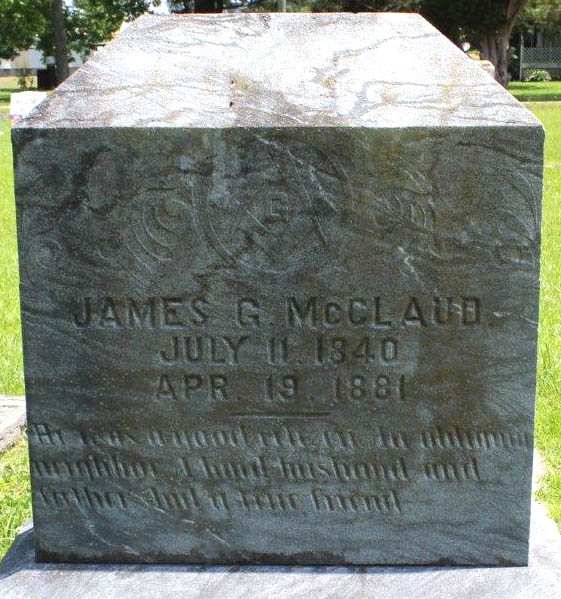 G
JAMES G. McCLAUD.
JULY 11. 1840
APR. 19. 1881
He was a good citizen, an obliging
neighbor. A kind husband and
father. And a true friend.